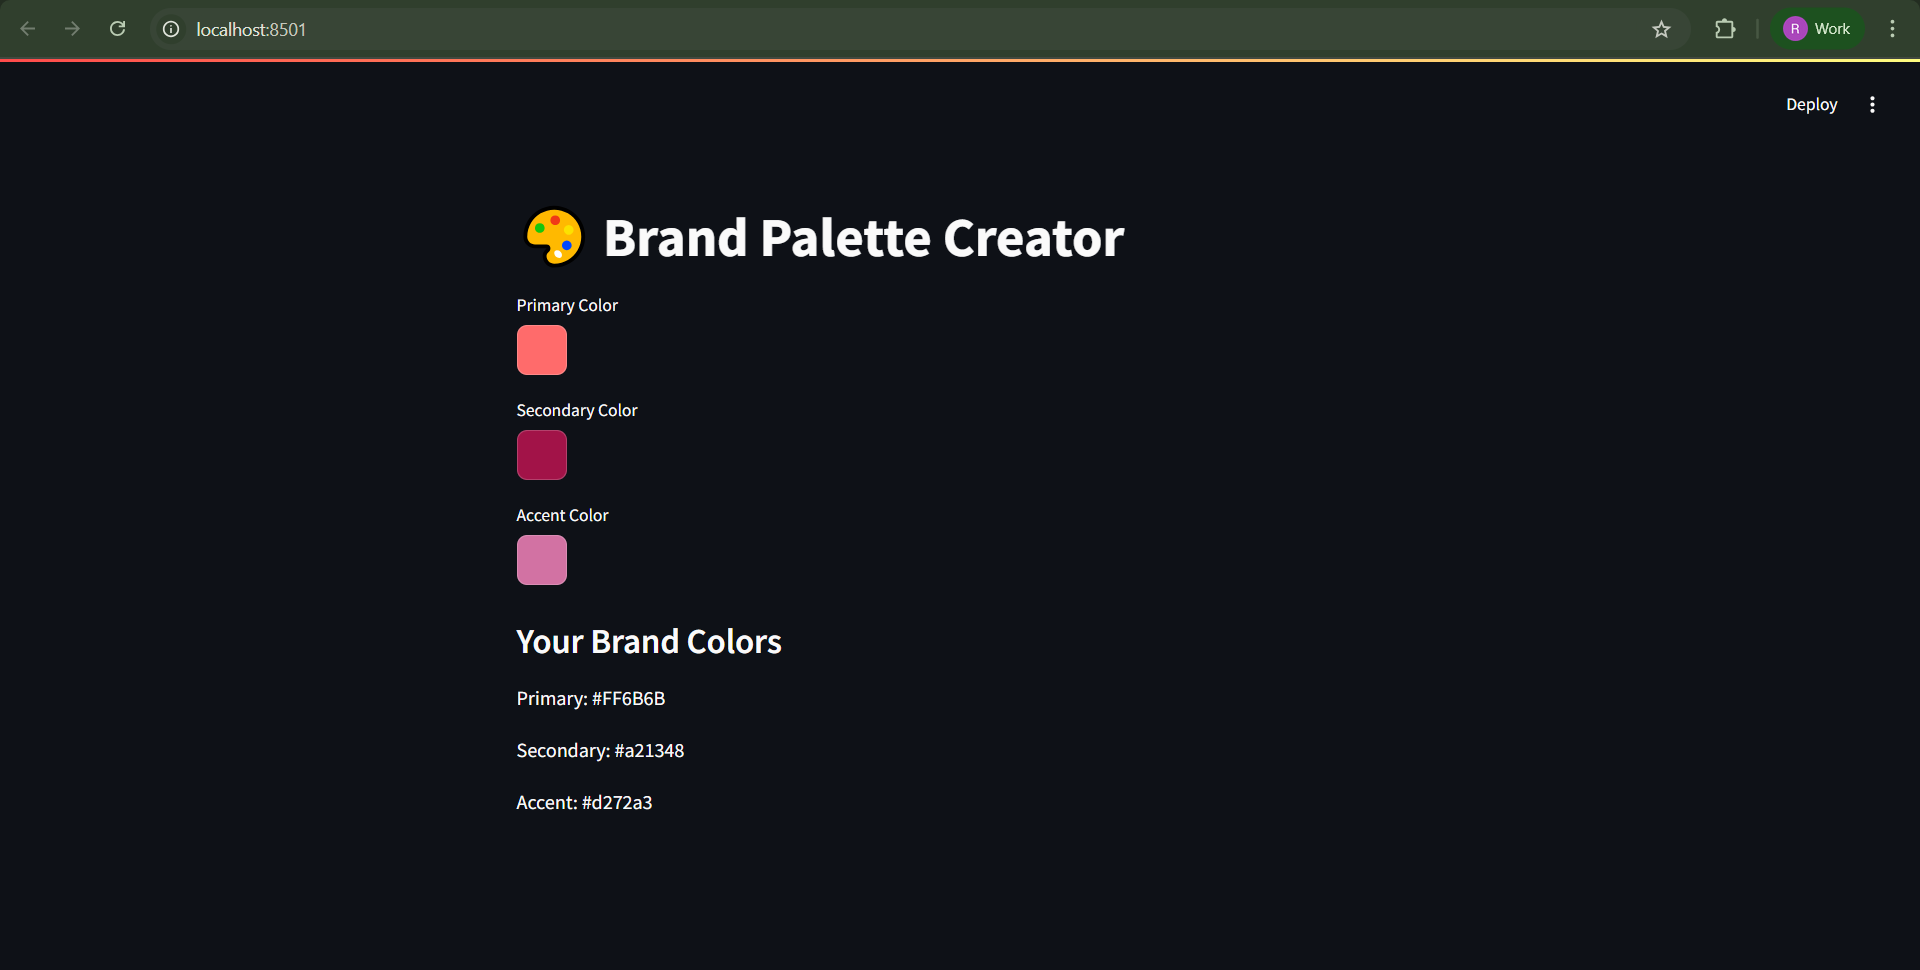 localhost:8501
R Work
Deploy
Brand Palette Creator
Primary Color
Secondary Color
Accent Color
Your Brand Colors
Primary: #FF6B6B
Secondary: #a21348
Accent: #d272a3